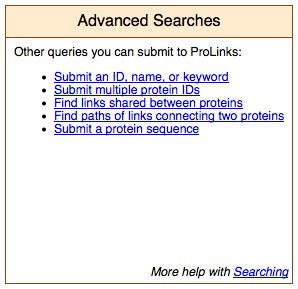 Advanced Searches
Other queries you can submit to ProLinks:
Submit an ID, name, or keyword
Submit multiple protein IDs
Find links shared between proteins
Find paths of links connecting two proteins
Submit a protein sequence
More help with Searching